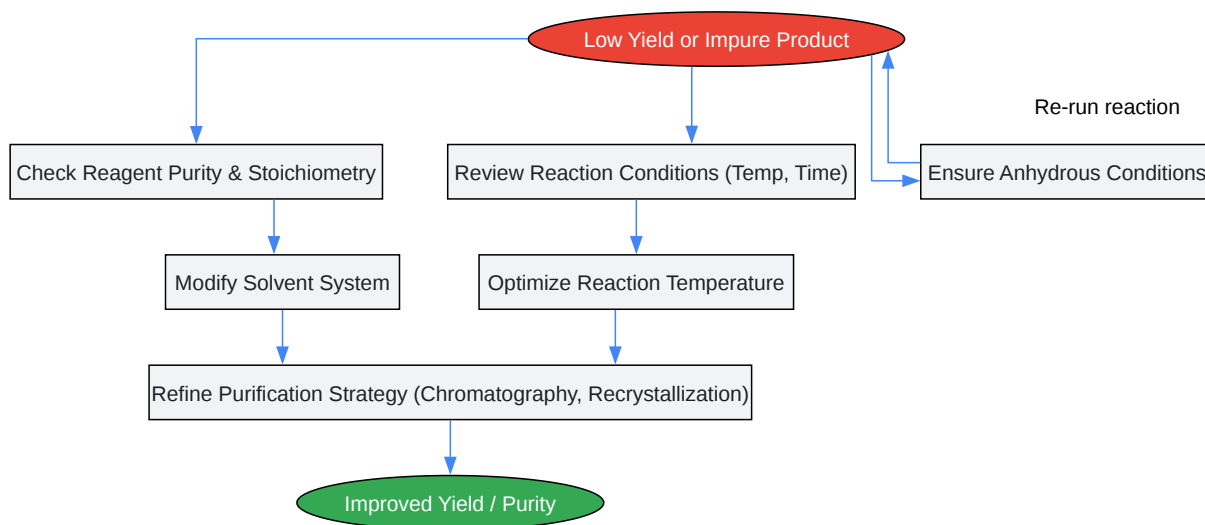 Low Yield or Impure Product
Re-run reaction
Check Reagent Purity & Stoichiometry
Review Reaction Conditions (Temp, Time)
Ensure Anhydrous Conditions
Modify Solvent System
Optimize Reaction Temperature
Refine Purification Strategy (Chromatography, Recrystallization)
Improved Yield / Purity